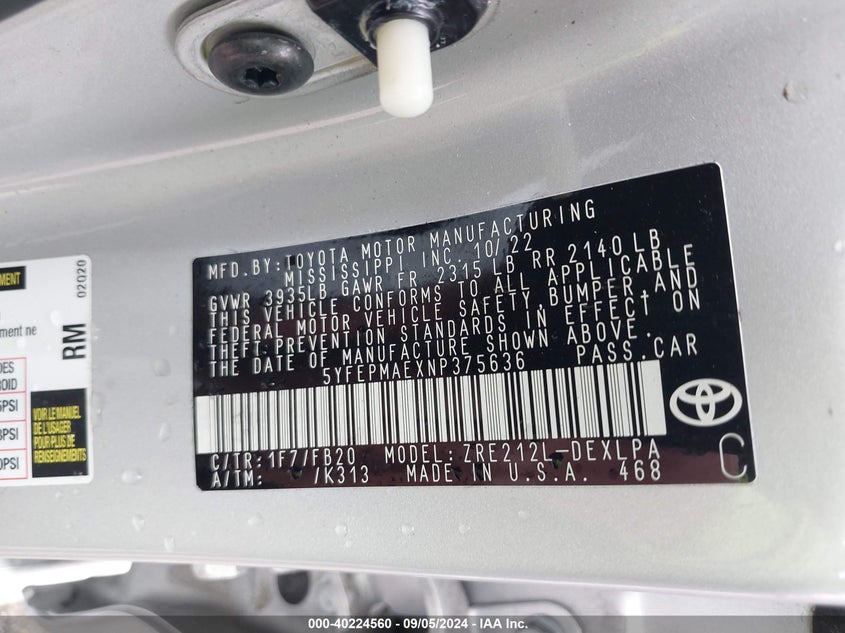 MFD. BY: TOYOTA MOTOR MANUFACTURING
MISSISSIPPI INC. 10/22
GVWR 3935LB GAWR FR 2315 LB RR 2140LB
THIS VEHICLE CONFORMS TO ALL APPLICABLE
FEDERAL MOTOR VEHICLE SAFETY, BUMPER, AND
THEFT PREVENTION STANDARDS IN EFFECT ON
THE DATE OF MANUFACTURE SHOWN ABOVE.
5YFEPMAEXNP375636 PASS.CAR
C/TR: 1F7/FB20 MODEL: ZRE212L-DEXLPA
A/TM: /K313 MADE IN U.S.A. 468
C
02020
RM
VOIR LE MANUEL
DE L'USAGER
POUR PLUS DE
RENSEIGNEMENTS
000-40224560 - 09/05/2024 - IAA Inc.